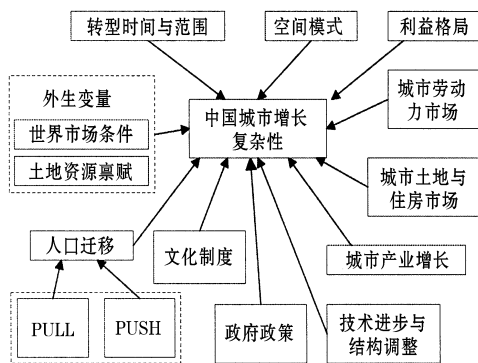 转型时间与范围
空间模式
利益格局
外生变量
世界市场条件
土地资源禀赋
中国城市增长
复杂性
城市劳动
力市场
城市土地与
住房市场
人口迁移
文化制度
城市产业增长
PULL
PUSH
政府政策
技术进步与
结构调整